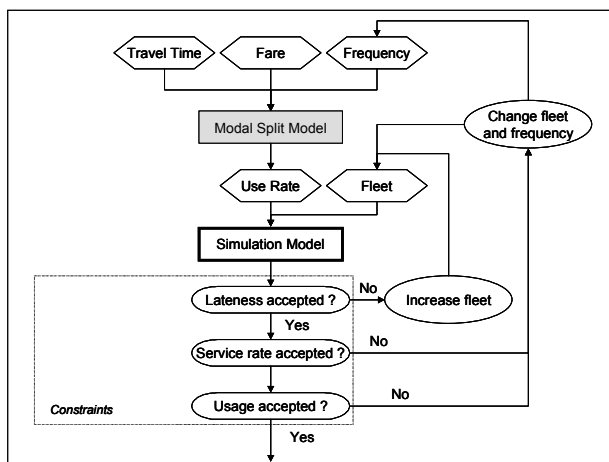 Travel Time
Fare
Frequency
Change fleet
and frequency
Modal Split Model
Use Rate
Fleet
Simulation Model
Lateness accepted ?
No
Increase fleet
Yes
Service rate accepted ?
No
Usage accepted ?
No
Constraints
Yes